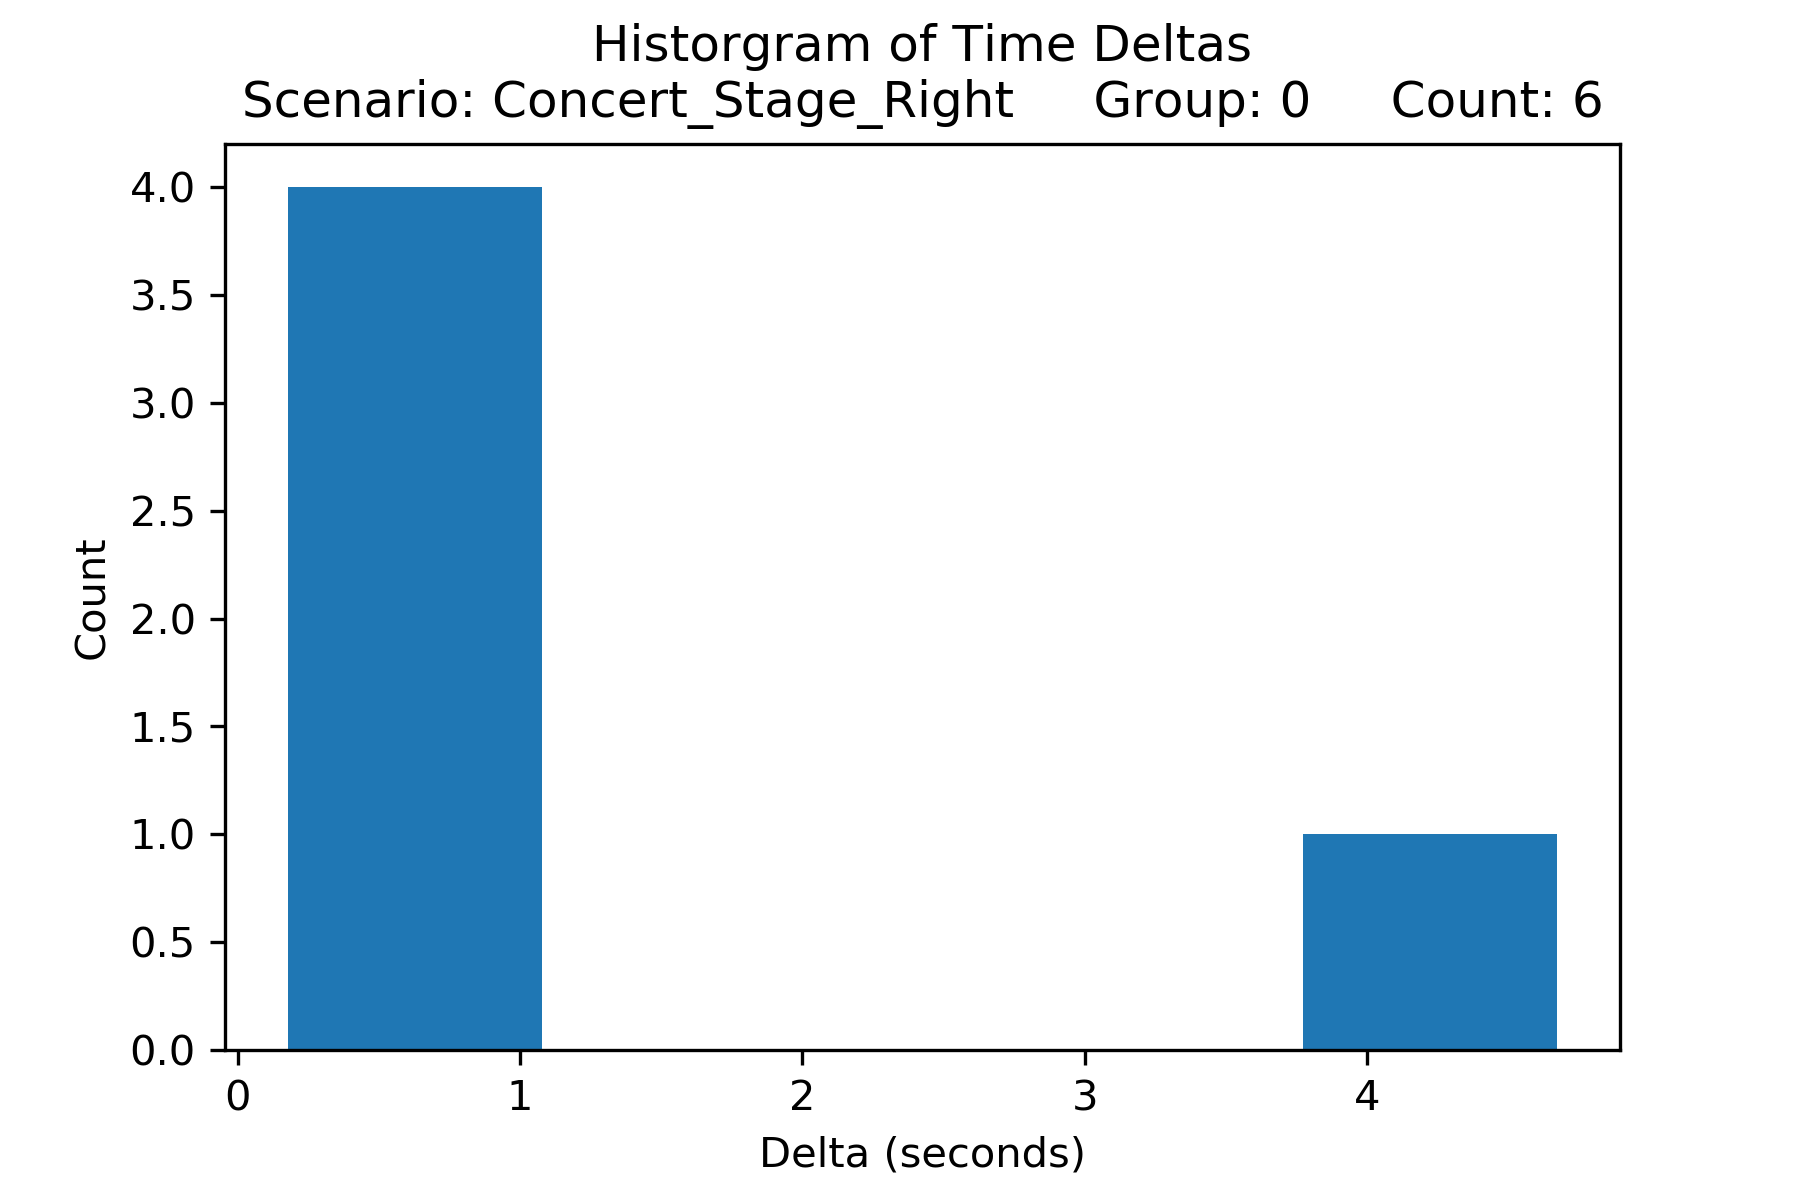 Historgram of Time Deltas
Scenario: Concert_Stage_Right Group: 0 Count: 6
4.0
3.5
3.0
2.5
2.0
1.5
1.0
0.5
0.0
Count
0 1 2 3 4
Delta (seconds)